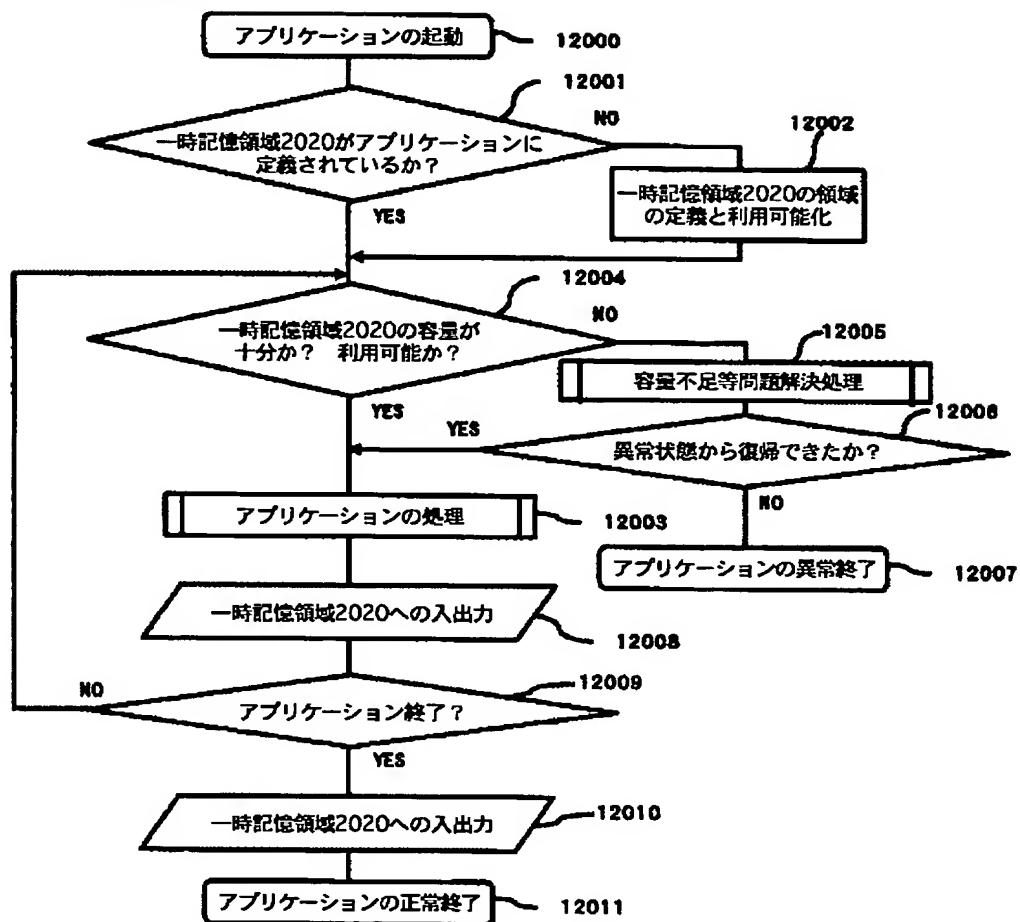 アプリケーションの起動
12000
12001
一時記憶領域2020がアプリケーションに
定義されているか？
NO
12002
一時記憶領域2020の領域
の定義と利用可能化
YES
12004
一時記憶領域2020の容量が
十分か？ 利用可能か？
NO
12005
容量不足等問題解決処理
YES
12006
異常状態から復帰できたか？
YES
NO
アプリケーションの処理
12003
アプリケーションの異常終了
12007
一時記憶領域2020への入出力
12008
12009
NO
アプリケーション終了？
YES
一時記憶領域2020への入出力
12010
アプリケーションの正常終了
12011